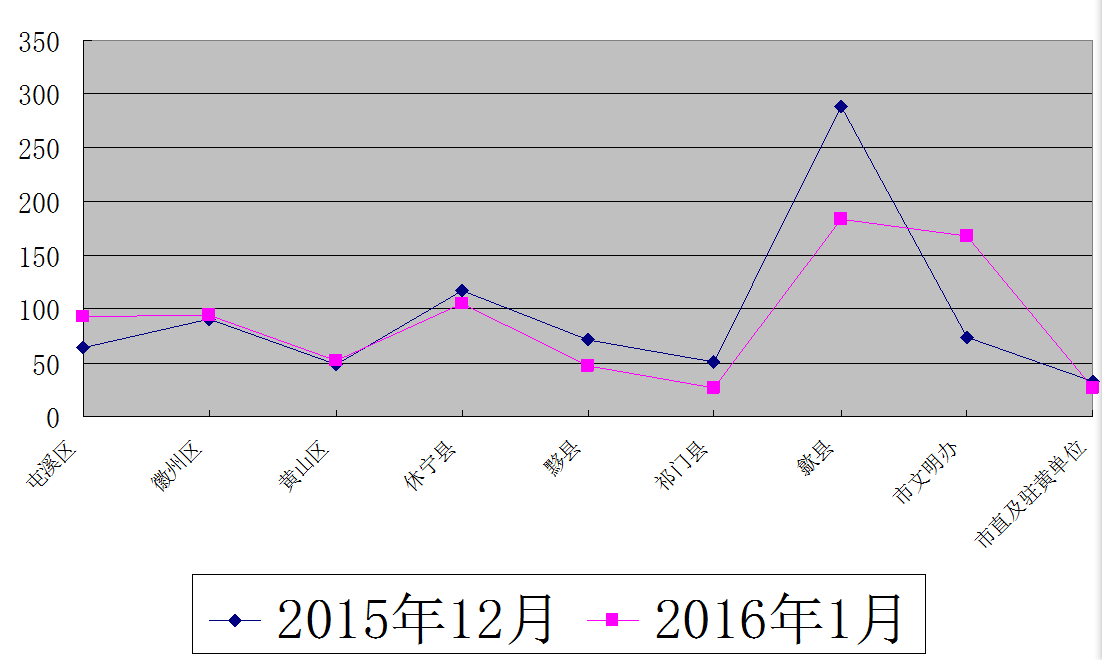 350
300
250
200
150
100
50
0
屯溪区
徽州区
黄山区
休宁县
黟县
祁门县
歙县
市文明办
市直及驻黄单位
2015年12月 2016年1月